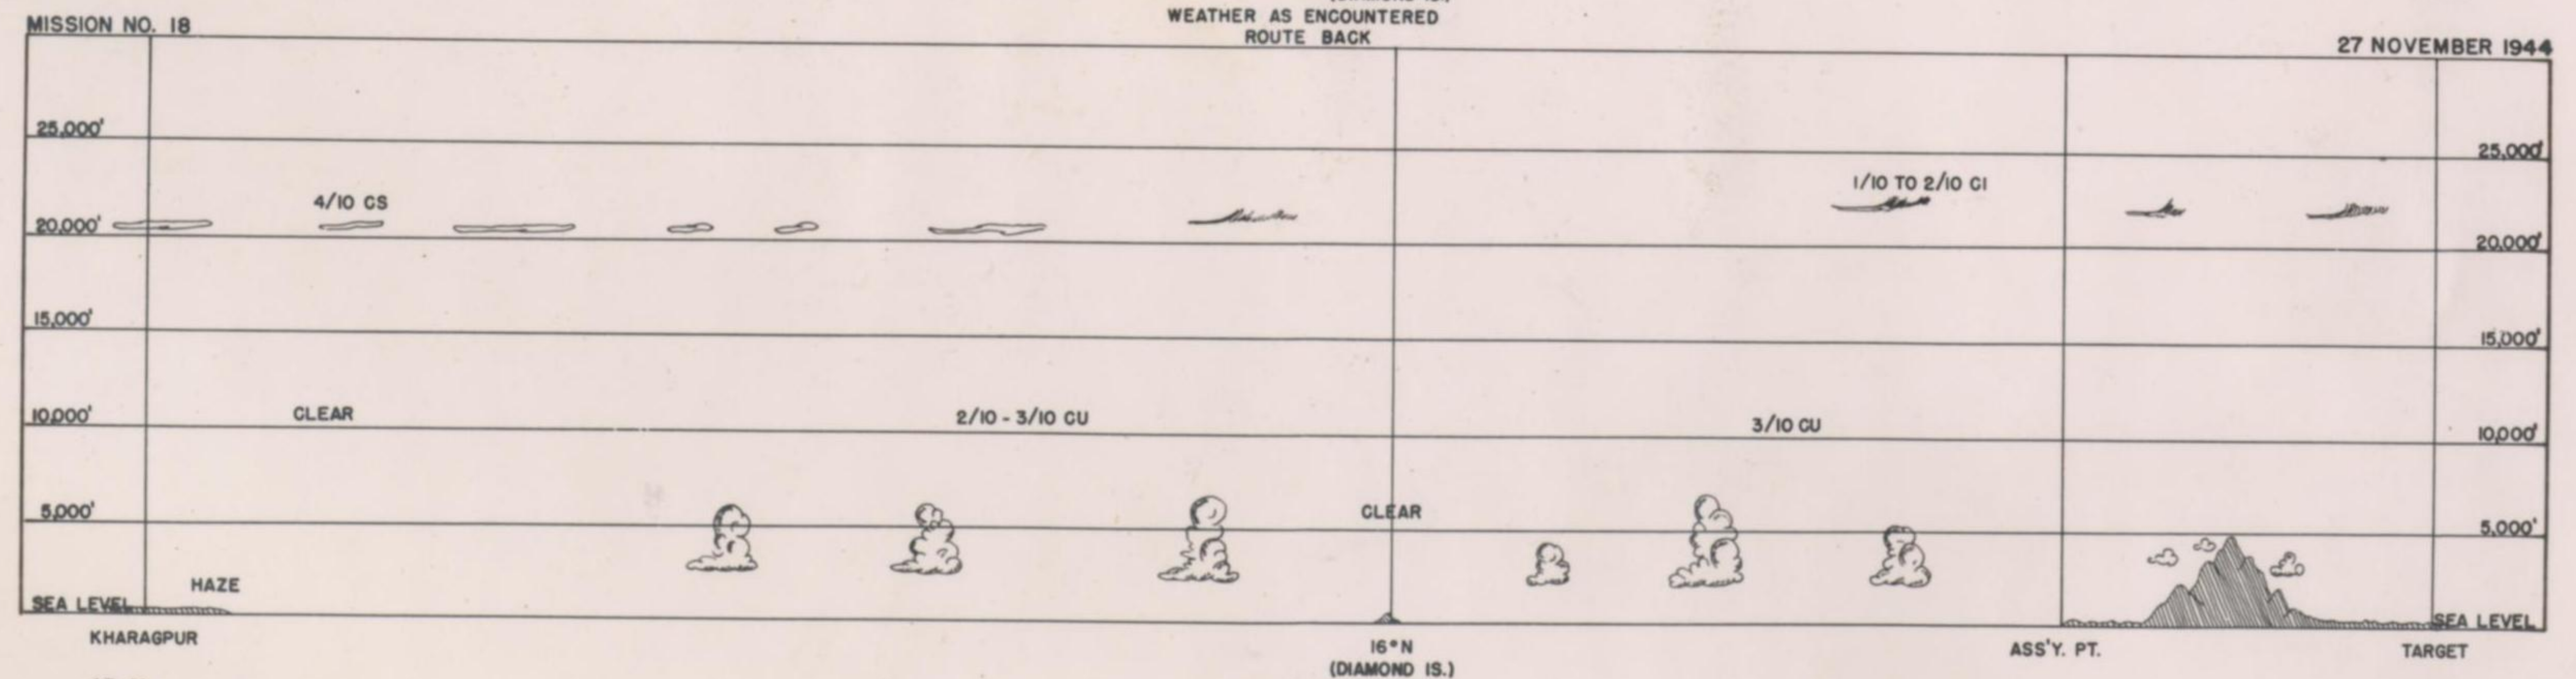 (DIAMOND IS.)
WEATHER AS ENCOUNTERED
ROUTE BACK
MISSION NO. 18
27 NOVEMBER 1944
25,000'
25,000'
4/10 CS
1/10 TO 2/10 CI
20,000'
20,000'
15,000'
15,000'
10,000'
CLEAR
2/10 - 3/10 CU
3/10 CU
10,000'
5,000'
CLEAR
5,000'
HAZE
SEA LEVEL
SEA LEVEL
KHARAGPUR
16° N
(DIAMOND IS.)
ASS'Y. PT.
TARGET